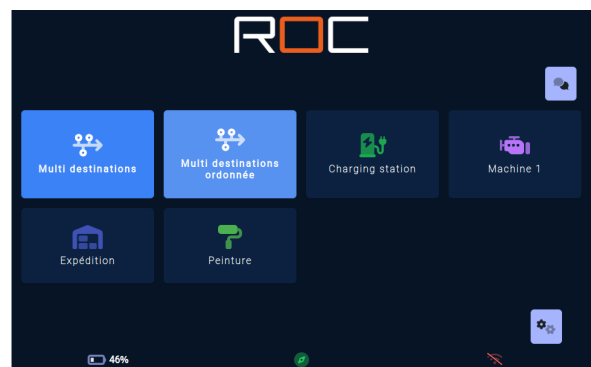 ROC
Multi destinations
Multi destinations
ordonnée
Charging station
Machine 1
Expédition
Peinture
46%